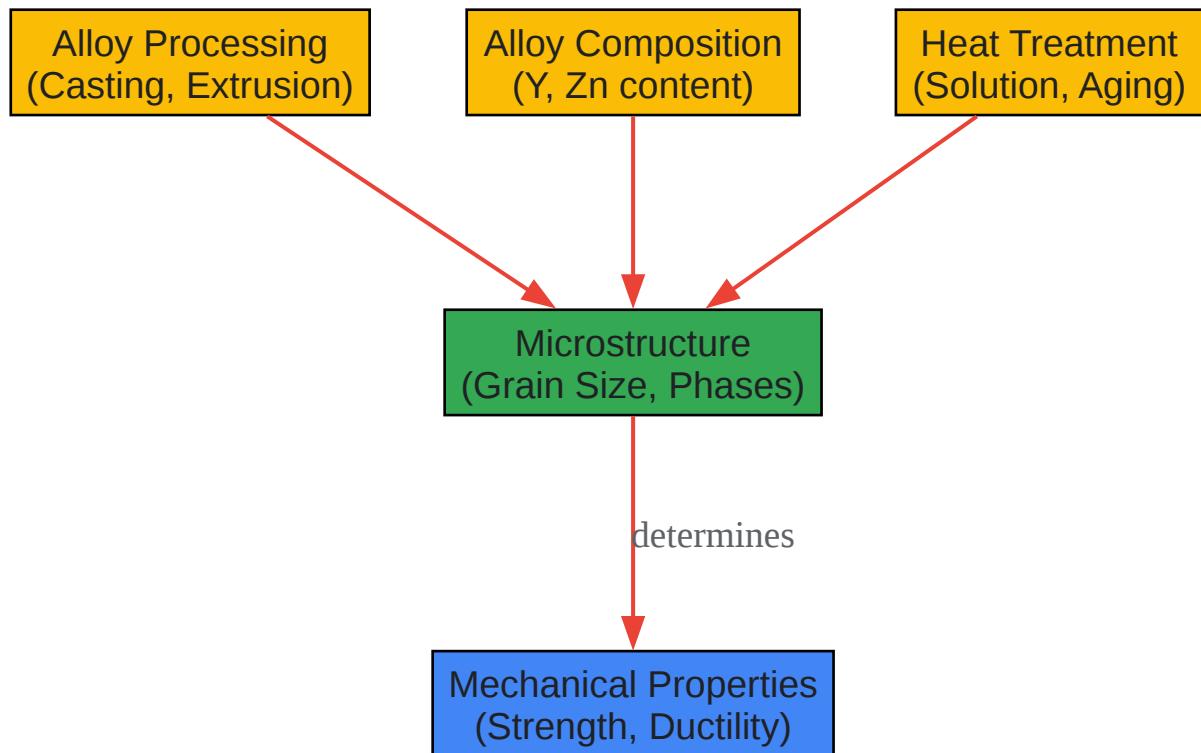 Alloy Processing
(Casting, Extrusion)
Alloy Composition
(Y, Zn content)
Heat Treatment
(Solution, Aging)
Microstructure
(Grain Size, Phases)
determines
Mechanical Properties
(Strength, Ductility)